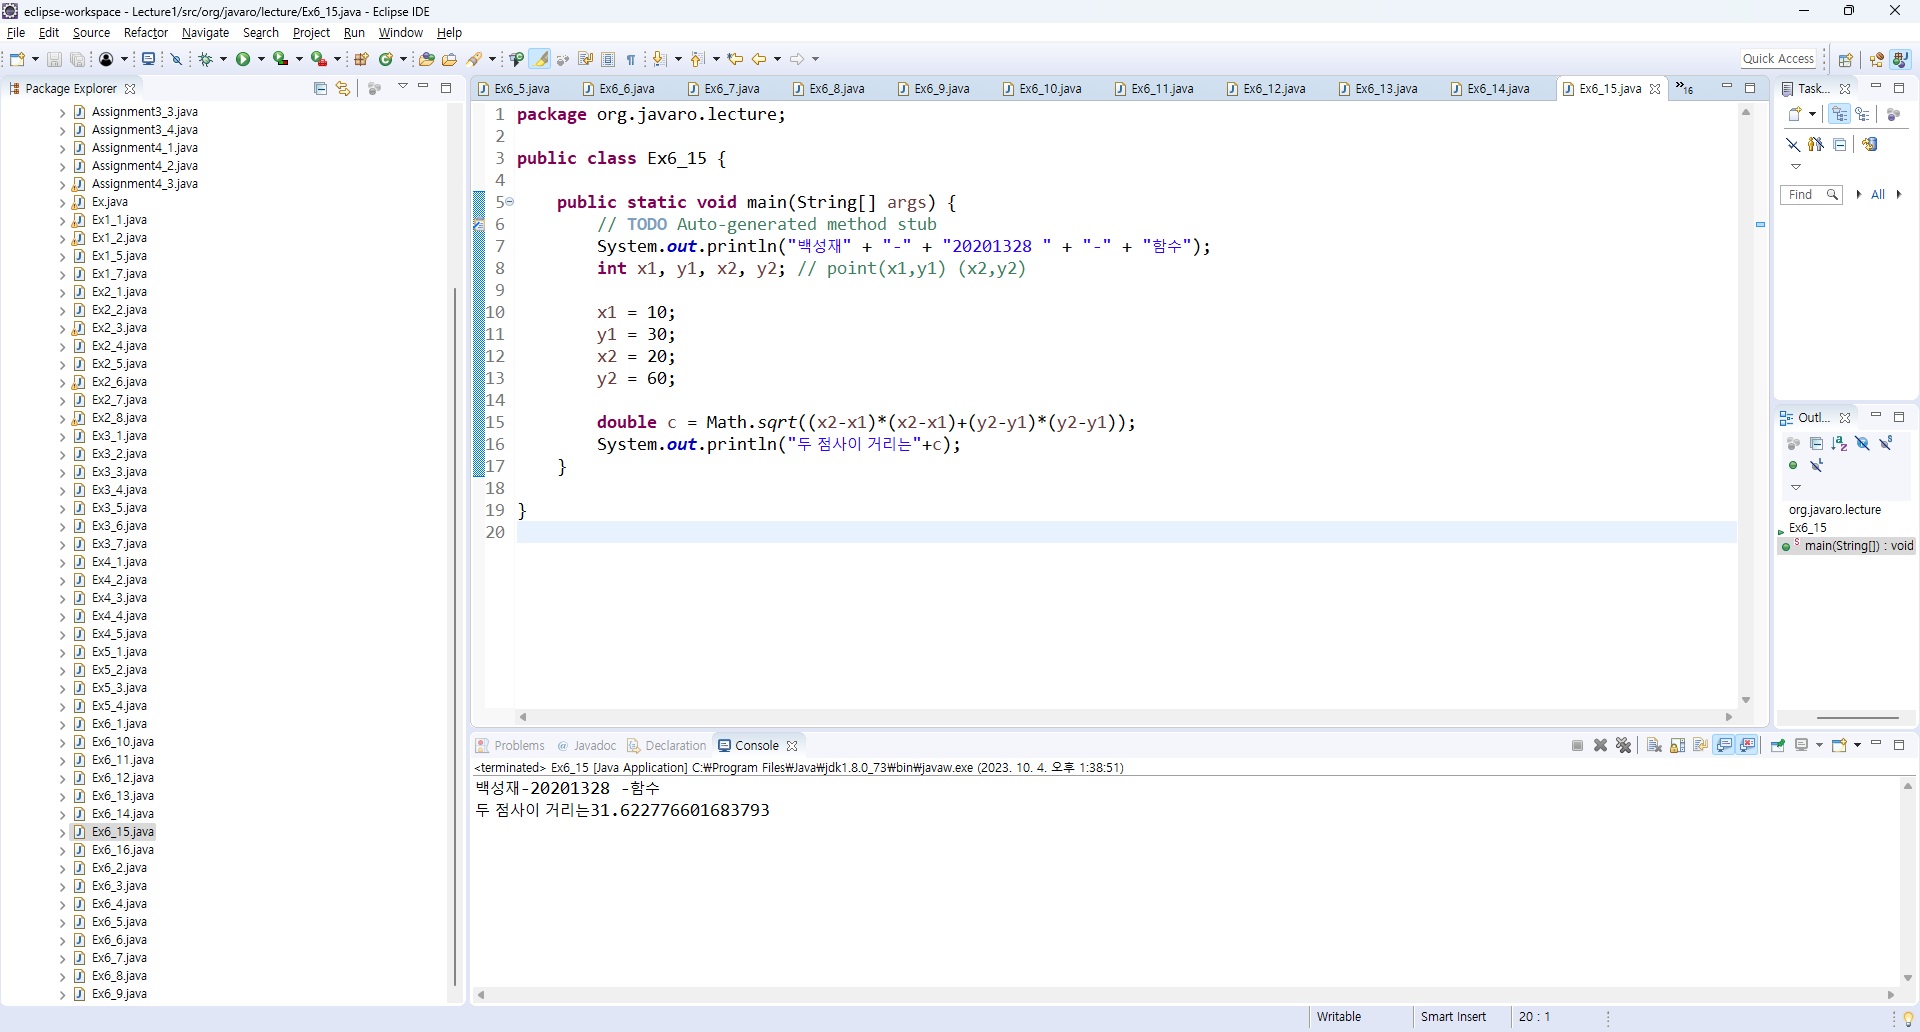 eclipse-workspace - Lecture1/src/org/javaro/lecture/Ex6_15.java - Eclipse IDE
File Edit Source Refactor Navigate Search Project Run Window Help
Quick Access
Package Explorer
Assignment3_3.java
Assignment3_4.java
Assignment4_1.java
Assignment4_2.java
Assignment4_3.java
Ex.java
Ex1_1.java
Ex1_2.java
Ex1_5.java
Ex1_7.java
Ex2_1.java
Ex2_2.java
Ex2_3.java
Ex2_4.java
Ex2_5.java
Ex2_6.java
Ex2_7.java
Ex2_8.java
Ex3_1.java
Ex3_2.java
Ex3_3.java
Ex3_4.java
Ex3_5.java
Ex3_6.java
Ex3_7.java
Ex4_1.java
Ex4_2.java
Ex4_3.java
Ex4_4.java
Ex4_5.java
Ex5_1.java
Ex5_2.java
Ex5_3.java
Ex5_4.java
Ex6_1.java
Ex6_10.java
Ex6_11.java
Ex6_12.java
Ex6_13.java
Ex6_14.java
Ex6_15.java
Ex6_16.java
Ex6_2.java
Ex6_3.java
Ex6_4.java
Ex6_5.java
Ex6_6.java
Ex6_7.java
Ex6_8.java
Ex6_9.java
Ex6_5.java Ex6_6.java Ex6_7.java Ex6_8.java Ex6_9.java Ex6_10.java Ex6_11.java Ex6_12.java Ex6_13.java Ex6_14.java Ex6_15.java »16
1 package org.javaro.lecture;
2
3 public class Ex6_15 {
4
5 public static void main(String[] args) {
6 // TODO Auto-generated method stub
7 System.out.println("백성재" + "-" + "20201328 " + "-" + "함수");
8 int x1, y1, x2, y2; // point(x1,y1) (x2,y2)
9
10 x1 = 10;
11 y1 = 30;
12 x2 = 20;
13 y2 = 60;
14
15 double c = Math.sqrt((x2-x1)*(x2-x1)+(y2-y1)*(y2-y1));
16 System.out.println("두 점사이 거리는"+c);
17 }
18
19 }
20
Task...
Find All
Outl...
org.javaro.lecture
Ex6_15
main(String[]) : void
Problems Javadoc Declaration Console
<terminated> Ex6_15 [Java Application] C:₩Program Files₩Java₩jdk1.8.0_73₩bin₩javaw.exe (2023. 10. 4. 오후 1:38:51)
백성재-20201328 -함수
두 점사이 거리는31.622776601683793
Writable Smart Insert 20 : 1